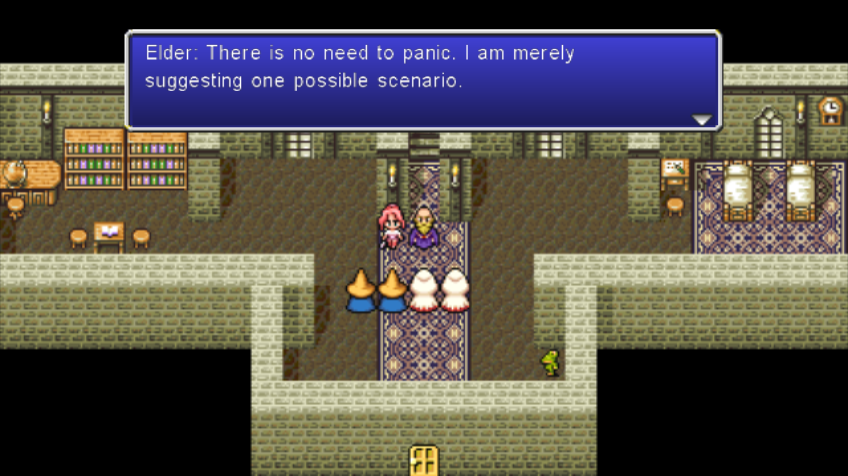 Elder: There is no need to panic. I am merely
suggesting one possible scenario.